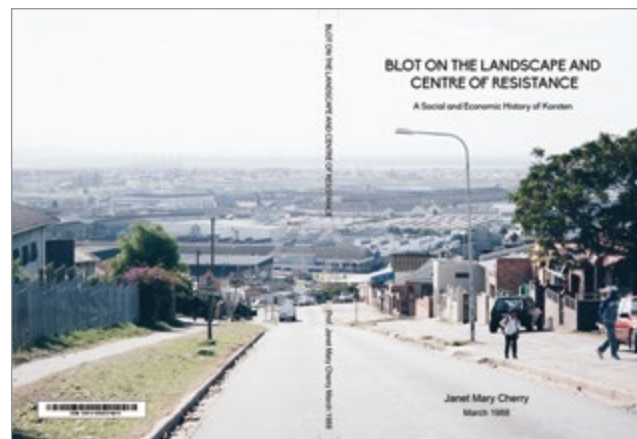 BLOT ON THE LANDSCAPE AND
CENTRE OF RESISTANCE
A Social and Economic History of Korsten
BLOT ON THE LANDSCAPE AND CENTRE OF RESISTANCE
Janet Mary Cherry March 1988
Janet Mary Cherry
March 1988